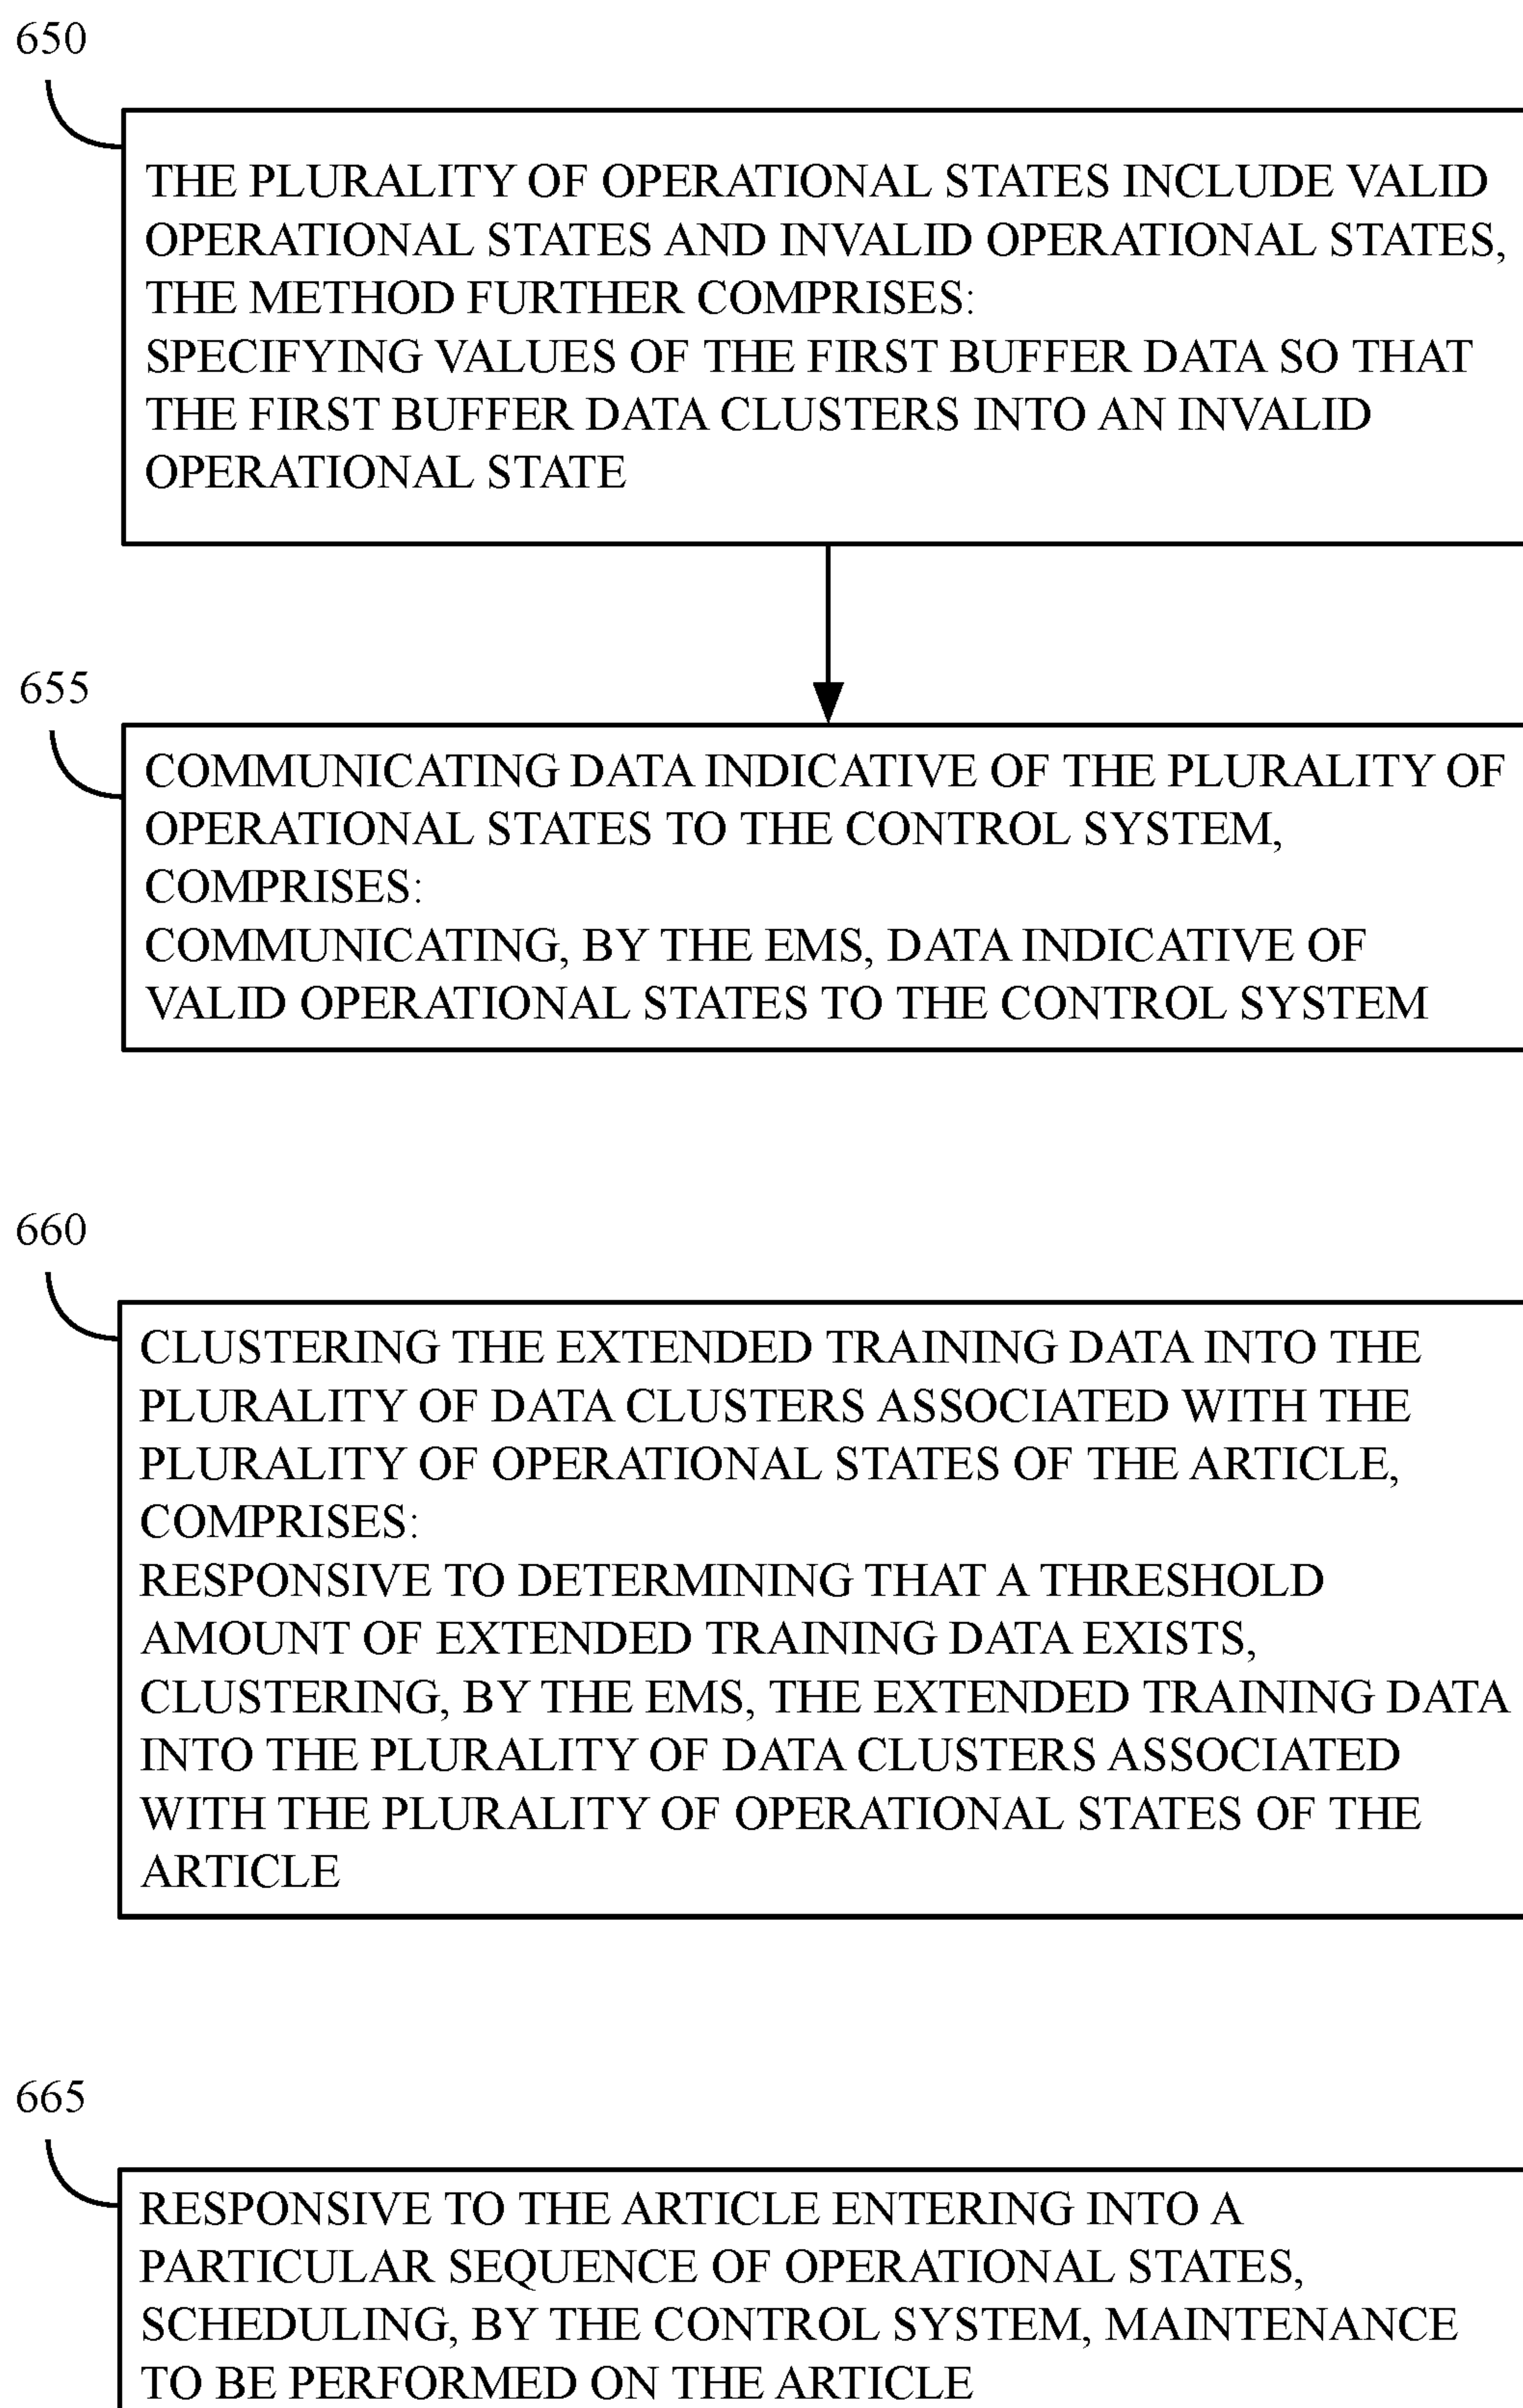 650
THE PLURALITY OF OPERATIONAL STATES INCLUDE VALID
OPERATIONAL STATES AND INVALID OPERATIONAL STATES,
THE METHOD FURTHER COMPRISES:
SPECIFYING VALUES OF THE FIRST BUFFER DATA SO THAT
THE FIRST BUFFER DATA CLUSTERS INTO AN INVALID
OPERATIONAL STATE
655
COMMUNICATING DATA INDICATIVE OF THE PLURALITY OF
OPERATIONAL STATES TO THE CONTROL SYSTEM,
COMPRISES:
COMMUNICATING, BY THE EMS, DATA INDICATIVE OF
VALID OPERATIONAL STATES TO THE CONTROL SYSTEM
660
CLUSTERING THE EXTENDED TRAINING DATA INTO THE
PLURALITY OF DATA CLUSTERS ASSOCIATED WITH THE
PLURALITY OF OPERATIONAL STATES OF THE ARTICLE,
COMPRISES:
RESPONSIVE TO DETERMINING THAT A THRESHOLD
AMOUNT OF EXTENDED TRAINING DATA EXISTS,
CLUSTERING, BY THE EMS, THE EXTENDED TRAINING DATA
INTO THE PLURALITY OF DATA CLUSTERS ASSOCIATED
WITH THE PLURALITY OF OPERATIONAL STATES OF THE
ARTICLE
665
RESPONSIVE TO THE ARTICLE ENTERING INTO A
PARTICULAR SEQUENCE OF OPERATIONAL STATES,
SCHEDULING, BY THE CONTROL SYSTEM, MAINTENANCE
TO BE PERFORMED ON THE ARTICLE